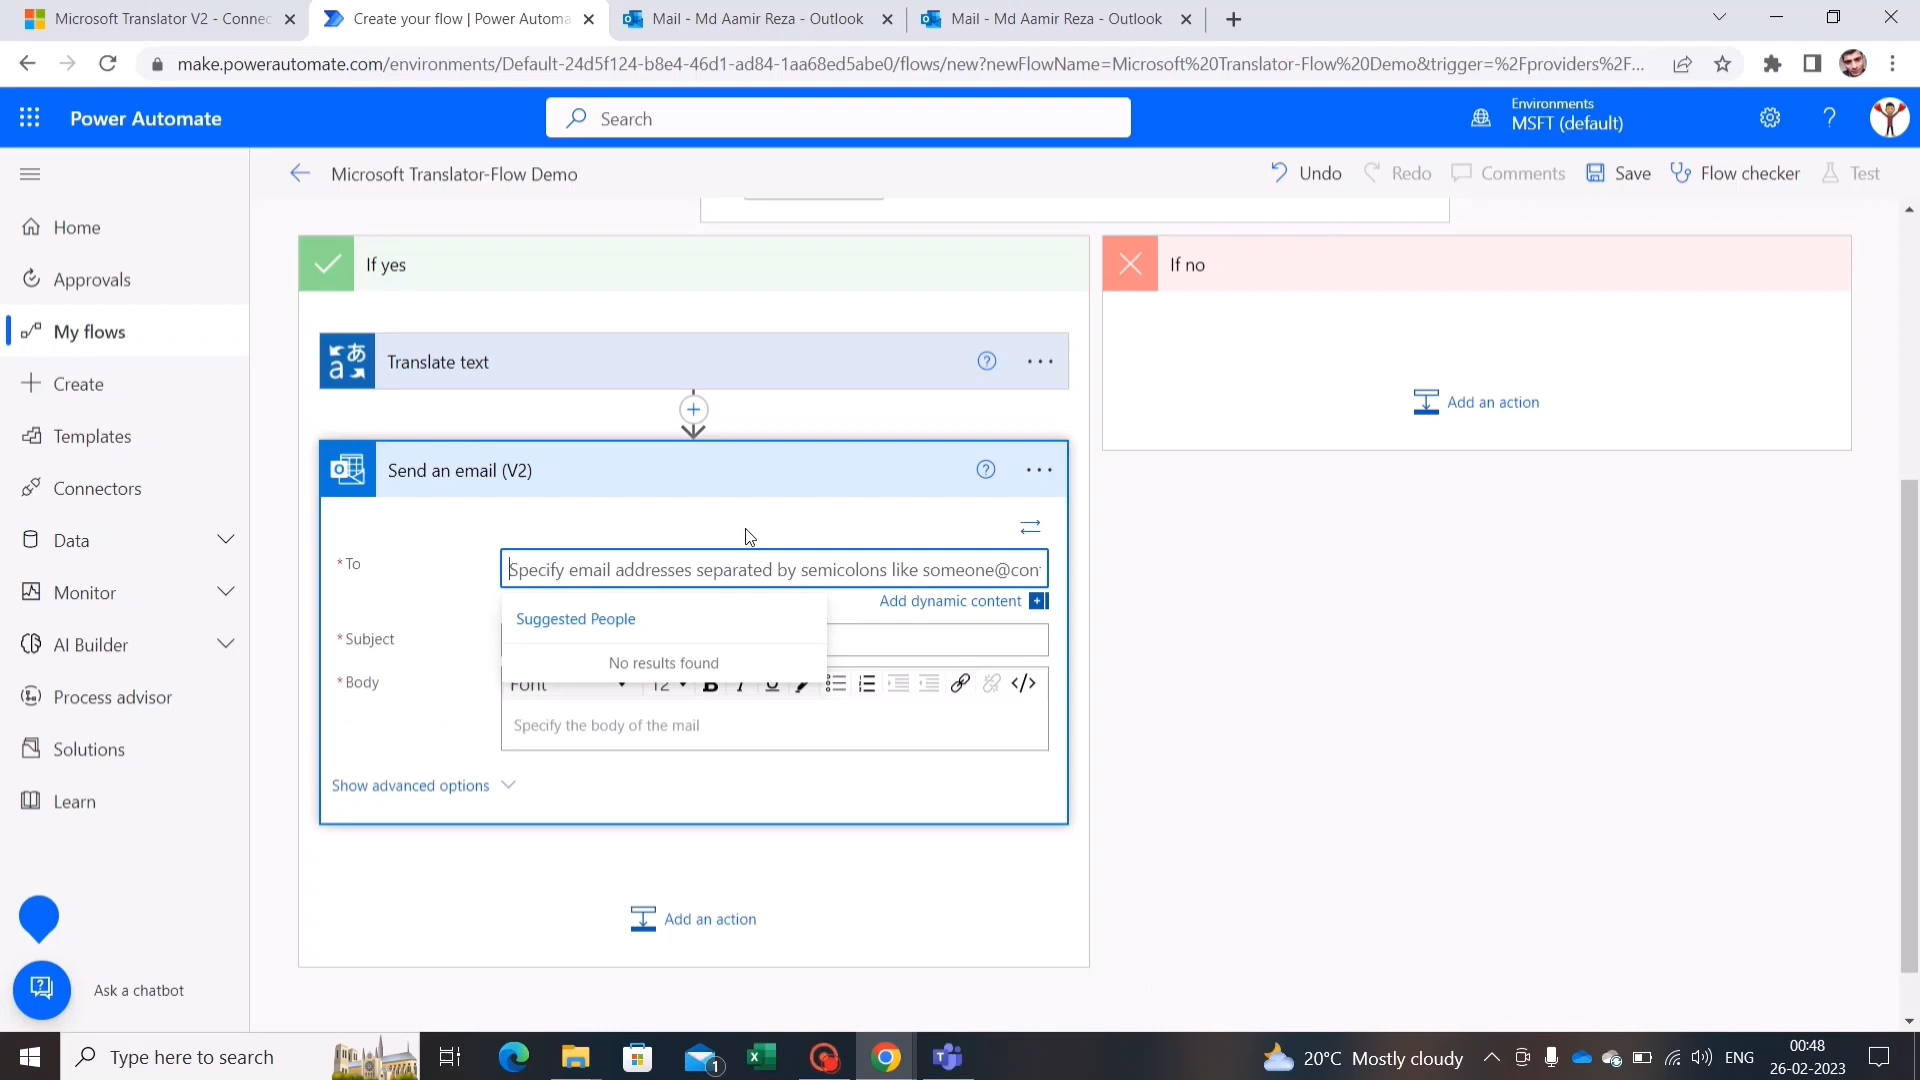 Microsoft Translator V2 - Connec
Create your flow | Power Automa
Mail - Md Aamir Reza - Outlook
Mail - Md Aamir Reza - Outlook
make.powerautomate.com/environments/Default-24d5f124-b8e4-46d1-ad84-1aa68ed5abe0/flows/new?newFlowName=Microsoft%20Translator-Flow%20Demo&trigger=%2Fproviders%2F...
Power Automate
Search
Environments
MSFT (default)
Microsoft Translator-Flow Demo
Undo
Redo
Comments
Save
Flow checker
Test
Home
Approvals
My flows
Create
Templates
Connectors
Data
Monitor
AI Builder
Process advisor
Solutions
Learn
Ask a chatbot
If yes
If no
Translate text
Add an action
Send an email (V2)
* To
Specify email addresses separated by semicolons like someone@con
Add dynamic content
Suggested People
No results found
* Subject
* Body
Font 12
Specify the body of the mail
Show advanced options
Add an action
Type here to search
1
20°C Mostly cloudy
ENG
00:48
26-02-2023